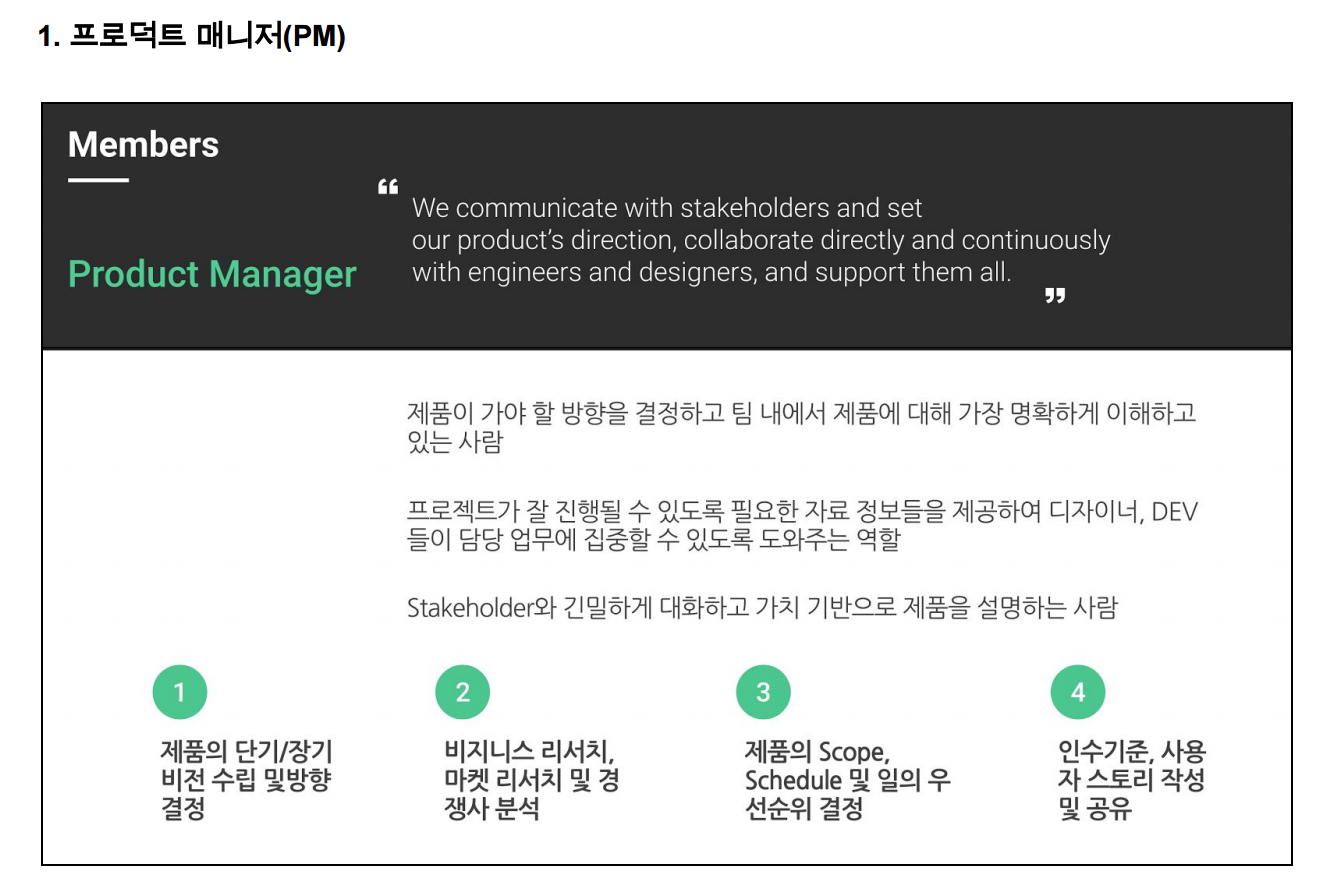 1. 프로덕트 매니저(PM)
Members
Product Manager
“
We communicate with stakeholders and set
our product’s direction, collaborate directly and continuously
with engineers and designers, and support them all.
”
제품이 가야 할 방향을 결정하고 팀 내에서 제품에 대해 가장 명확하게 이해하고
있는 사람
프로젝트가 잘 진행될 수 있도록 필요한 자료 정보들을 제공하여 디자이너, DEV
들이 담당 업무에 집중할 수 있도록 도와주는 역할
Stakeholder와 긴밀하게 대화하고 가치 기반으로 제품을 설명하는 사람
1
제품의 단기/장기
비전 수립 및방향
결정
2
비지니스 리서치,
마켓 리서치 및 경
쟁사 분석
3
제품의 Scope,
Schedule 및 일의 우
선순위 결정
4
인수기준, 사용
자 스토리 작성
및 공유